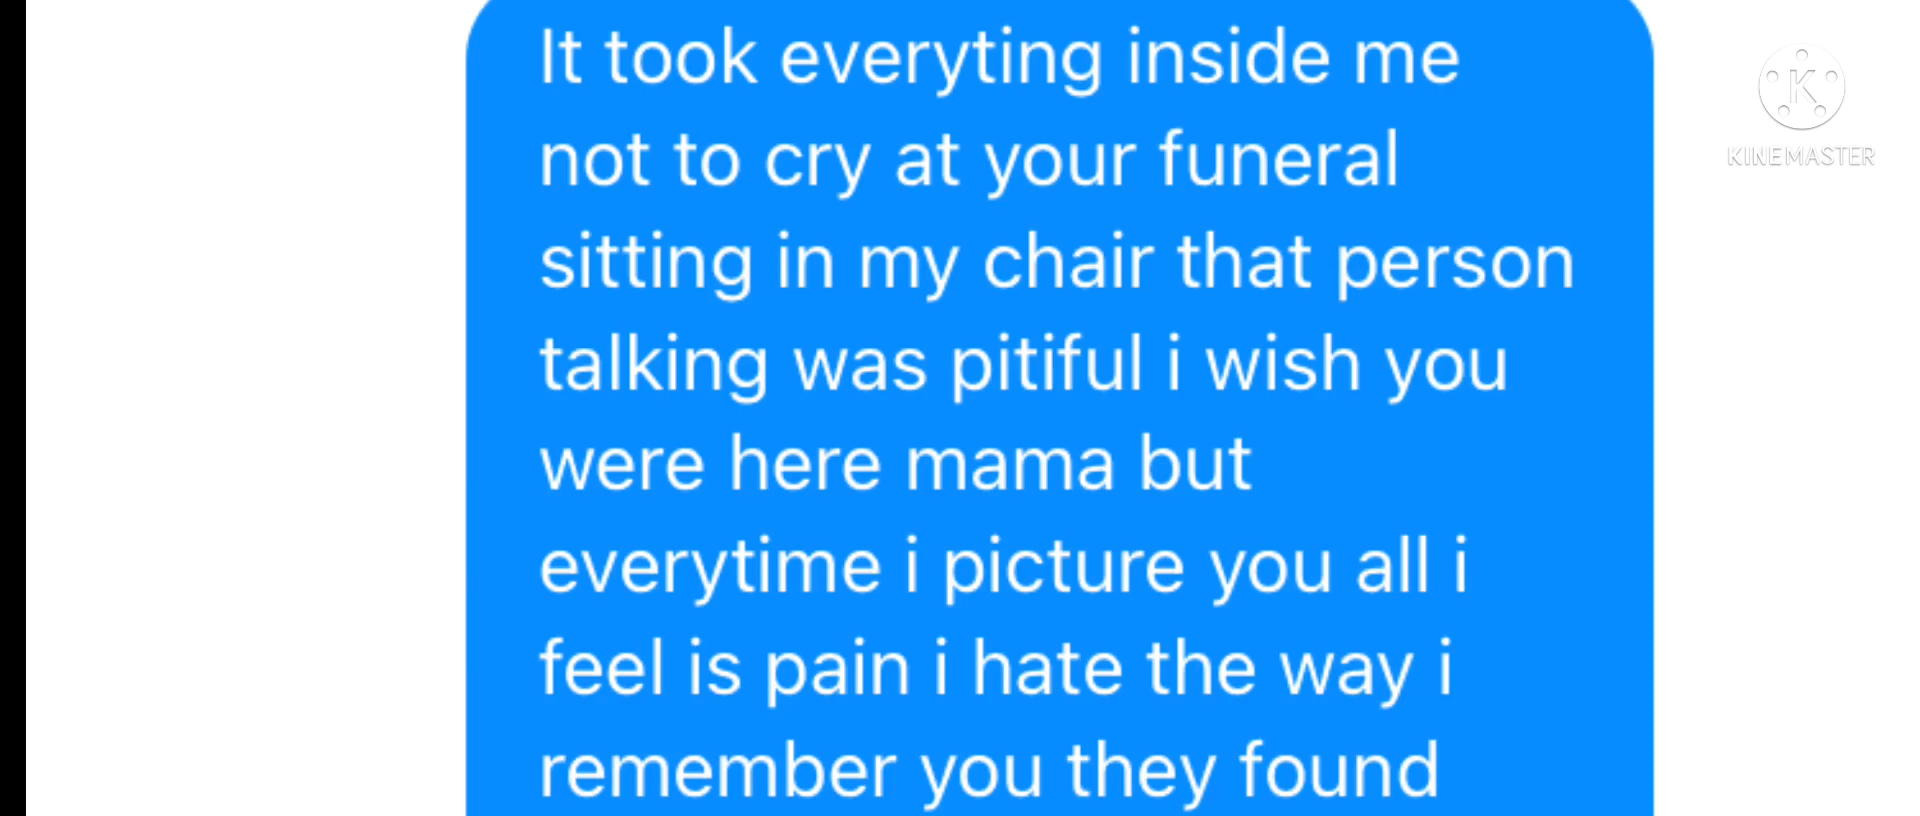 It took everyting inside me
not to cry at your funeral
sitting in my chair that person
talking was pitiful i wish you
were here mama but
everytime i picture you all i
feel is pain i hate the way i
remember you they found
K
KINEMASTER